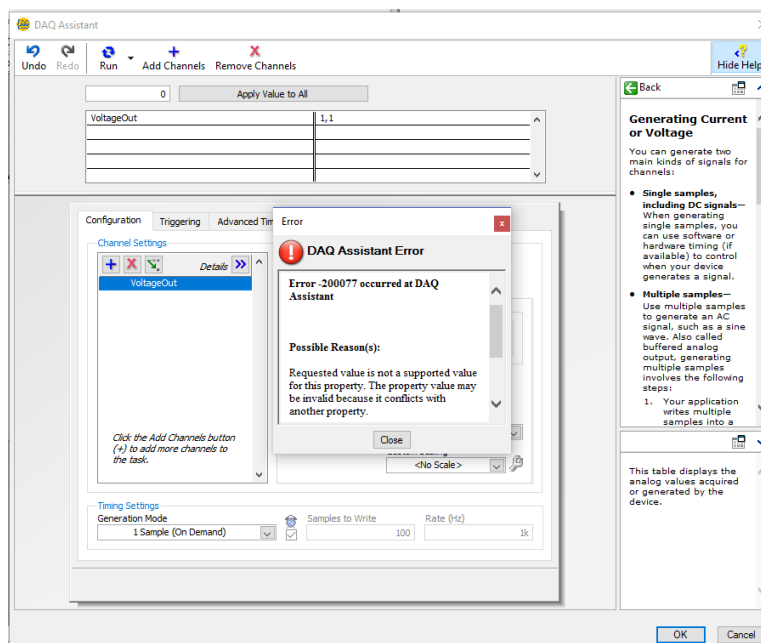 DAQ Assistant
Undo
Redo
Run
Add Channels
Remove Channels
Hide Help
0
Apply Value to All
VoltageOut
1,1
Back
Generating Current
or Voltage
You can generate two
main kinds of signals for
channels:
Single samples,
including DC signals—
When generating
single samples, you
can use software or
hardware timing (if
available) to control
when your device
generates a signal.
Multiple samples—
Use multiple samples
to generate an AC
signal, such as a sine
wave. Also called
buffered analog
output, generating
multiple samples
involves the following
steps:
1. Your application
writes multiple
samples into a
Configuration
Triggering
Advanced Tim
Channel Settings
Details
VoltageOut
Click the Add Channels button
(+) to add more channels to
the task.
Error
x
DAQ Assistant Error
Error -200077 occurred at DAQ
Assistant
Possible Reason(s):
Requested value is not a supported value
for this property. The property value may
be invalid because it conflicts with
another property.
Close
<No Scale>
Timing Settings
Generation Mode
1 Sample (On Demand)
Samples to Write
100
Rate (Hz)
1k
This table displays the
analog values acquired
or generated by the
device.
OK
Cancel